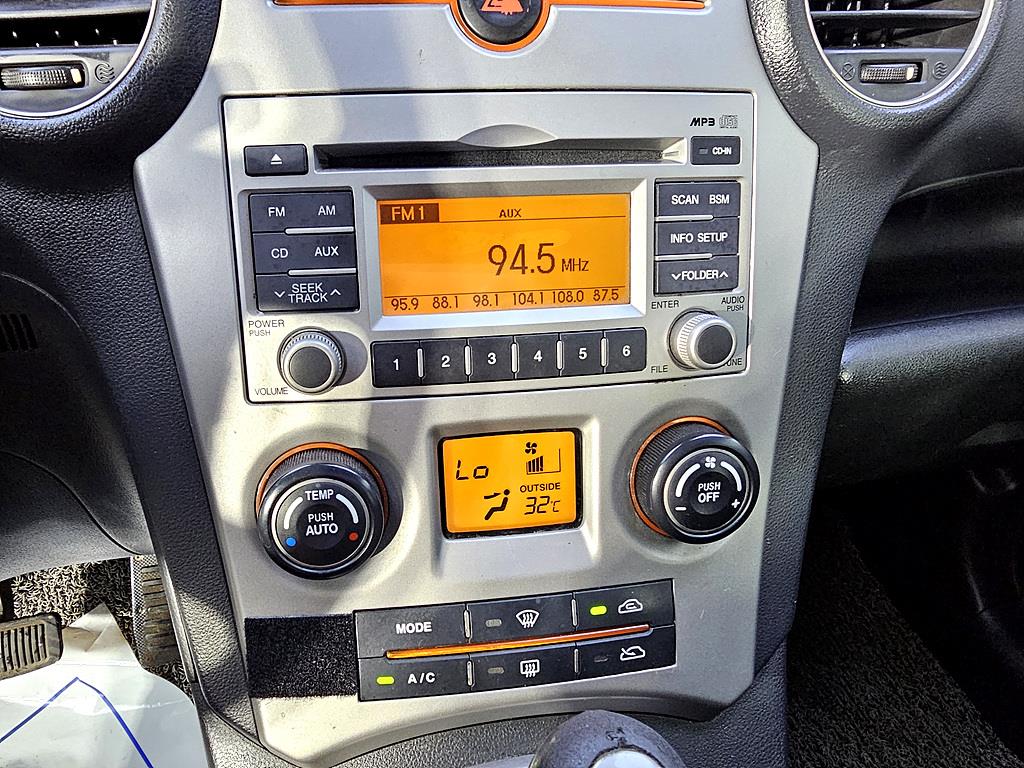 MP3 DISC
CD-IN
FM AM
CD AUX
SEEK
TRACK
FM1 AUX
94.5 MHz
95.9 88.1 98.1 104.1 108.0 87.5
SCAN BSM
INFO SETUP
FOLDER
ENTER
AUDIO
PUSH
POWER
PUSH
VOLUME
1 2 3 4 5 6
FILE
TEMP
PUSH
AUTO
Lo
OUTSIDE
32°C
PUSH
OFF
- +
MODE
A/C